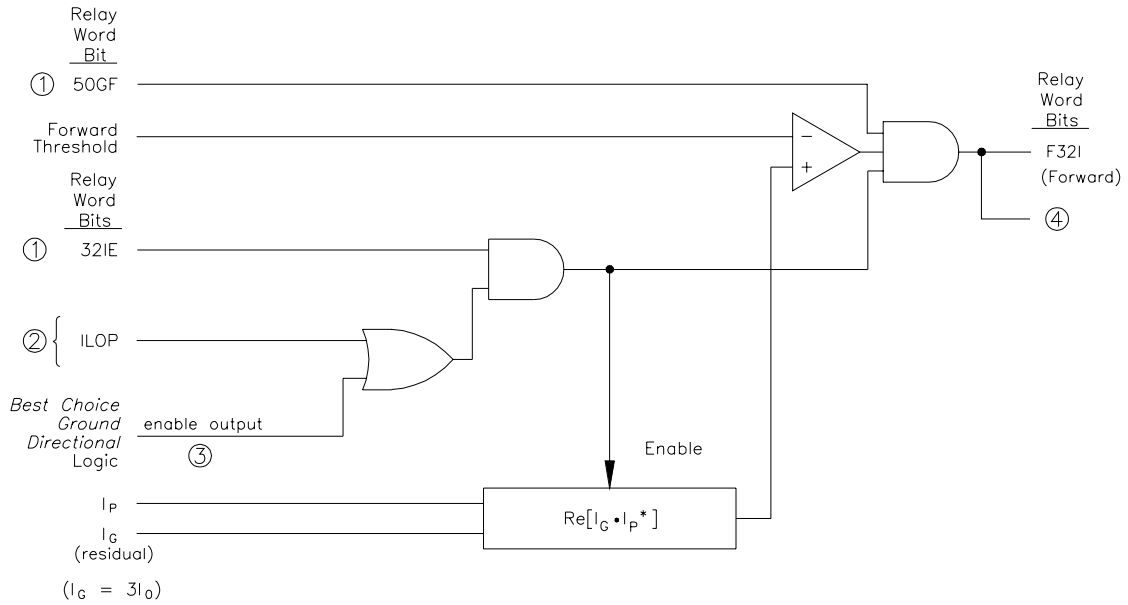 Relay
Word
Bit
① 50GF
Forward
Threshold
Relay
Word
Bits
① 32IE
② { ILOP
Best Choice
Ground
Directional
Logic
enable output
③
IP
IG
(residual)
(IG = 3I0)
Enable
Re[IG•IP*]
−
+
Relay
Word
Bits
F32I
(Forward)
④